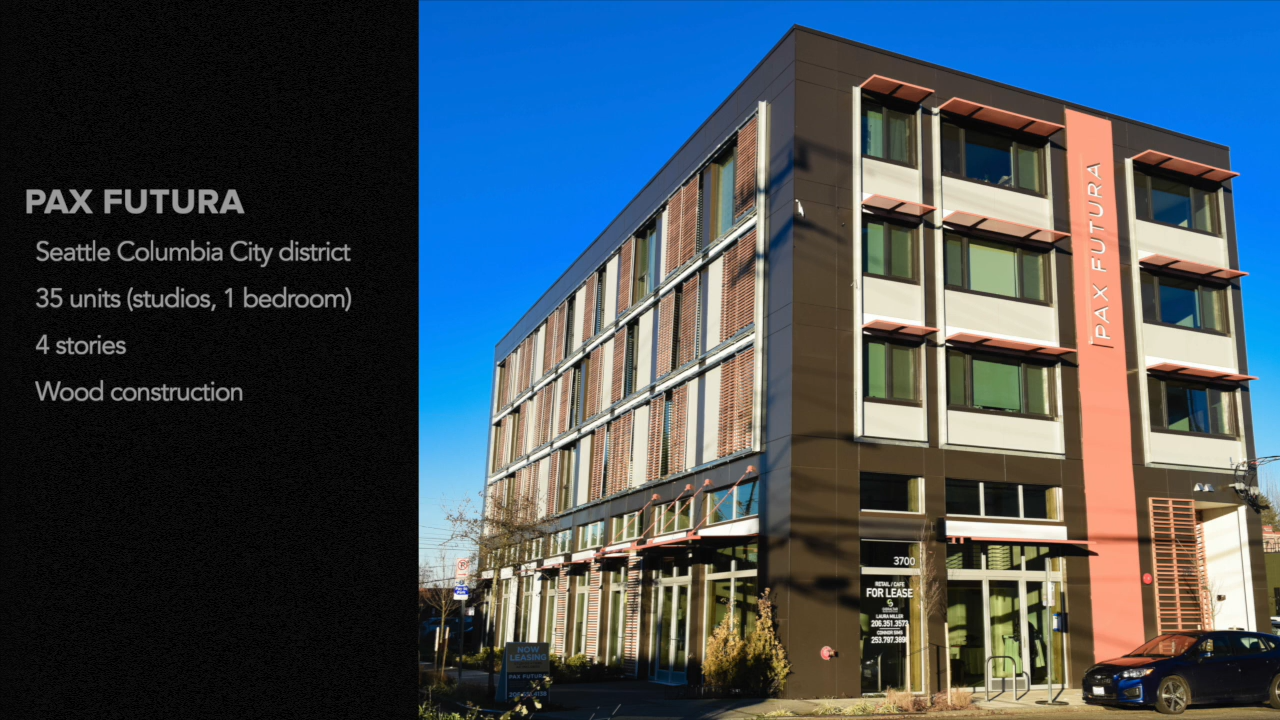 PAX FUTURA
Seattle Columbia City district
35 units (studios, 1 bedroom)
4 stories
Wood construction
PAX FUTURA
3700
RETAIL / CAFE
FOR LEASE
LAURA MILLER
206.351.3573
CONNOR SIMS
253.797.3898
NOW
LEASING
PAX FUTURA